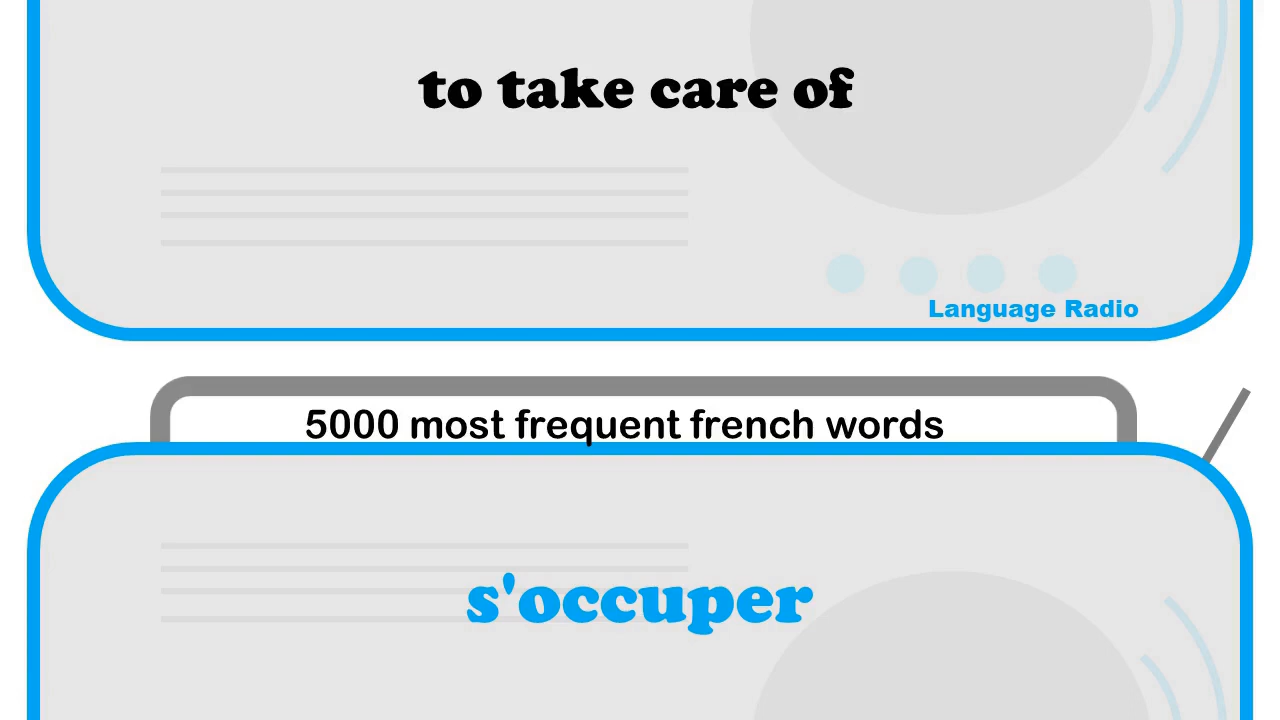 to take care of
Language Radio
5000 most frequent french words
s'occuper